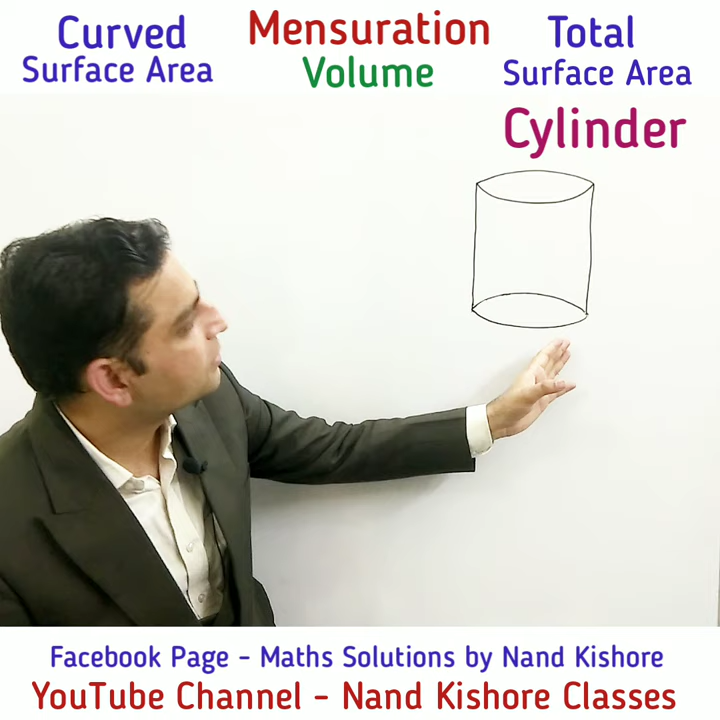 Curved
Surface Area
Mensuration
Volume
Total
Surface Area
Cylinder
Facebook Page - Maths Solutions by Nand Kishore
YouTube Channel - Nand Kishore Classes